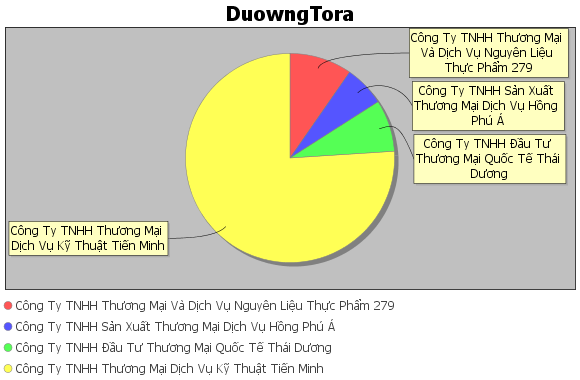 DuowngTora
Công Ty TNHH Thương Mại
Và Dịch Vụ Nguyên Liệu
Thực Phẩm 279
Công Ty TNHH Sản Xuất
Thương Mại Dịch Vụ Hồng
Phú Á
Công Ty TNHH Đầu Tư
Thương Mại Quốc Tế Thái
Dương
Công Ty TNHH Thương Mại
Dịch Vụ Kỹ Thuật Tiến Minh
Công Ty TNHH Thương Mại Và Dịch Vụ Nguyên Liệu Thực Phẩm 279
Công Ty TNHH Sản Xuất Thương Mại Dịch Vụ Hồng Phú Á
Công Ty TNHH Đầu Tư Thương Mại Quốc Tế Thái Dương
Công Ty TNHH Thương Mại Dịch Vụ Kỹ Thuật Tiến Minh